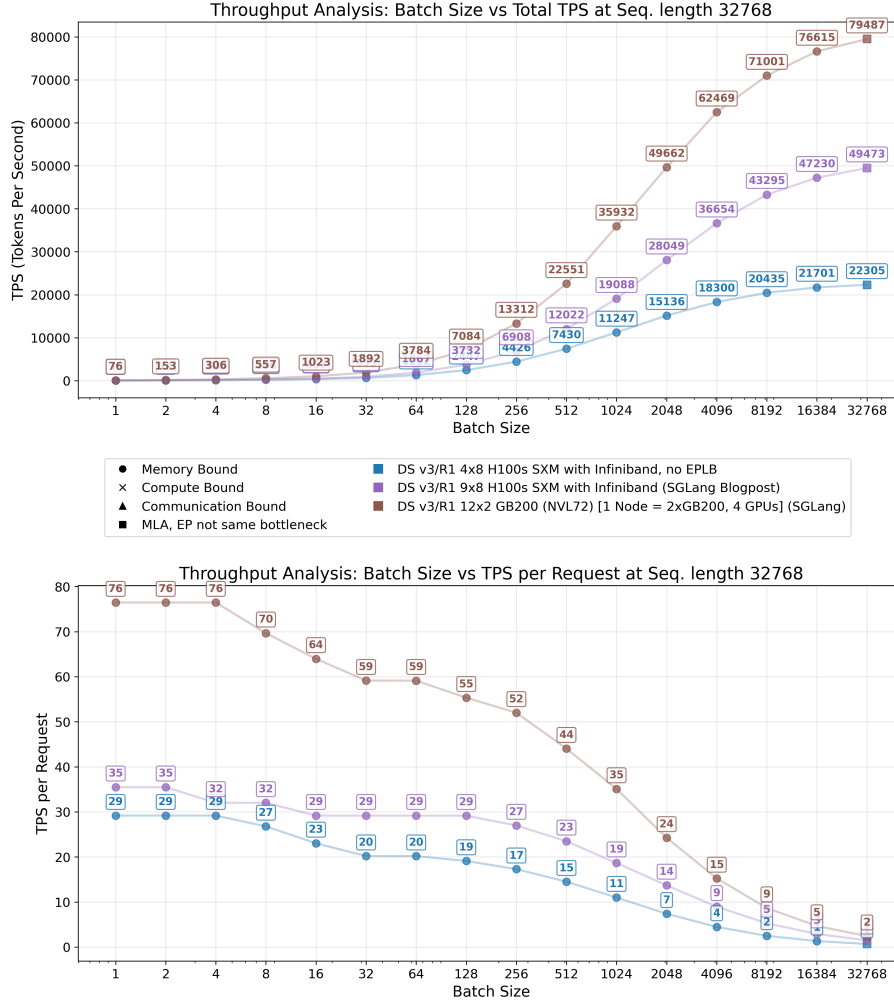 Throughput Analysis: Batch Size vs Total TPS at Seq. length 32768
TPS (Tokens Per Second)
80000
70000
60000
50000
40000
30000
20000
10000
0
76 153 306 557 1023 1892 3784 7084 13312 22551 35932 49662 62469 71001 76615 79487
3732 6908 12022 19088 28049 36654 43295 47230 49473
4426 7430 11247 15136 18300 20435 21701 22305
1 2 4 8 16 32 64 128 256 512 1024 2048 4096 8192 16384 32768
Batch Size
Memory Bound
Compute Bound
Communication Bound
MLA, EP not same bottleneck
DS v3/R1 4x8 H100s SXM with Infiniband, no EPLB
DS v3/R1 9x8 H100s SXM with Infiniband (SGLang Blogpost)
DS v3/R1 12x2 GB200 (NVL72) [1 Node = 2xGB200, 4 GPUs] (SGLang)
Throughput Analysis: Batch Size vs TPS per Request at Seq. length 32768
TPS per Request
80
70
60
50
40
30
20
10
0
76 76 76 70 64 59 59 55 52 44 35 24 15 9 5 2
35 35 32 32 29 29 29 29 27 23 19 14 9 5
29 29 29 27 23 20 20 19 17 15 11 7 4 2
1 2 4 8 16 32 64 128 256 512 1024 2048 4096 8192 16384 32768
Batch Size